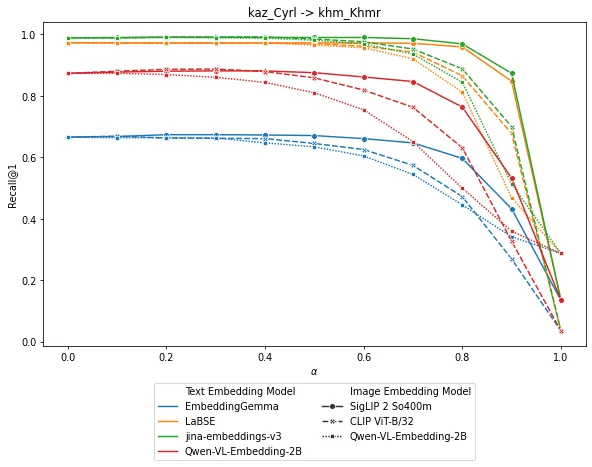 kaz_Cyrl -> khm_Khmr
Recall@1
1.0
0.8
0.6
0.4
0.2
0.0
0.0 0.2 0.4 0.6 0.8 1.0
α
Text Embedding Model
EmbeddingGemma
LaBSE
jina-embeddings-v3
Qwen-VL-Embedding-2B
Image Embedding Model
SigLIP 2 So400m
CLIP ViT-B/32
Qwen-VL-Embedding-2B